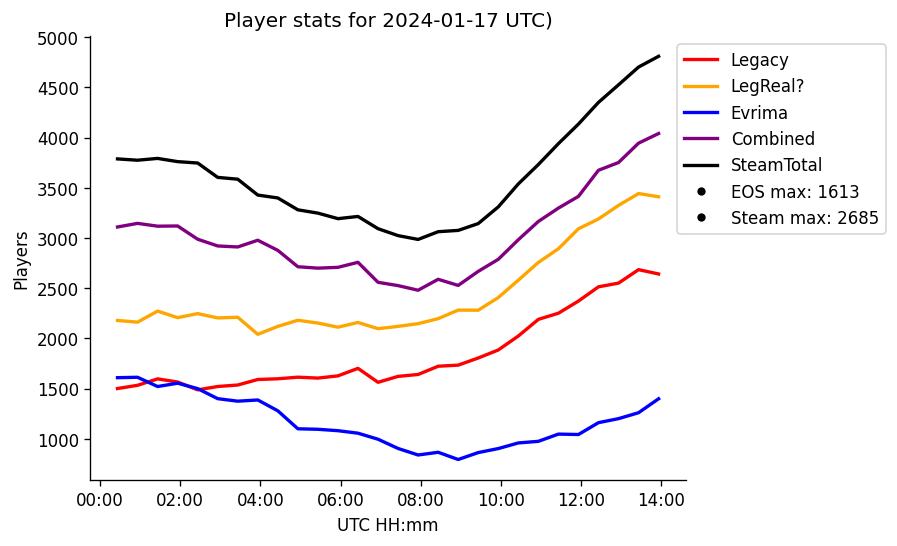 Player stats for 2024-01-17 UTC)
5000
4500
4000
3500
3000
2500
2000
1500
1000
Players
00:00 02:00 04:00 06:00 08:00 10:00 12:00 14:00
UTC HH:mm
Legacy
LegReal?
Evrima
Combined
SteamTotal
EOS max: 1613
Steam max: 2685